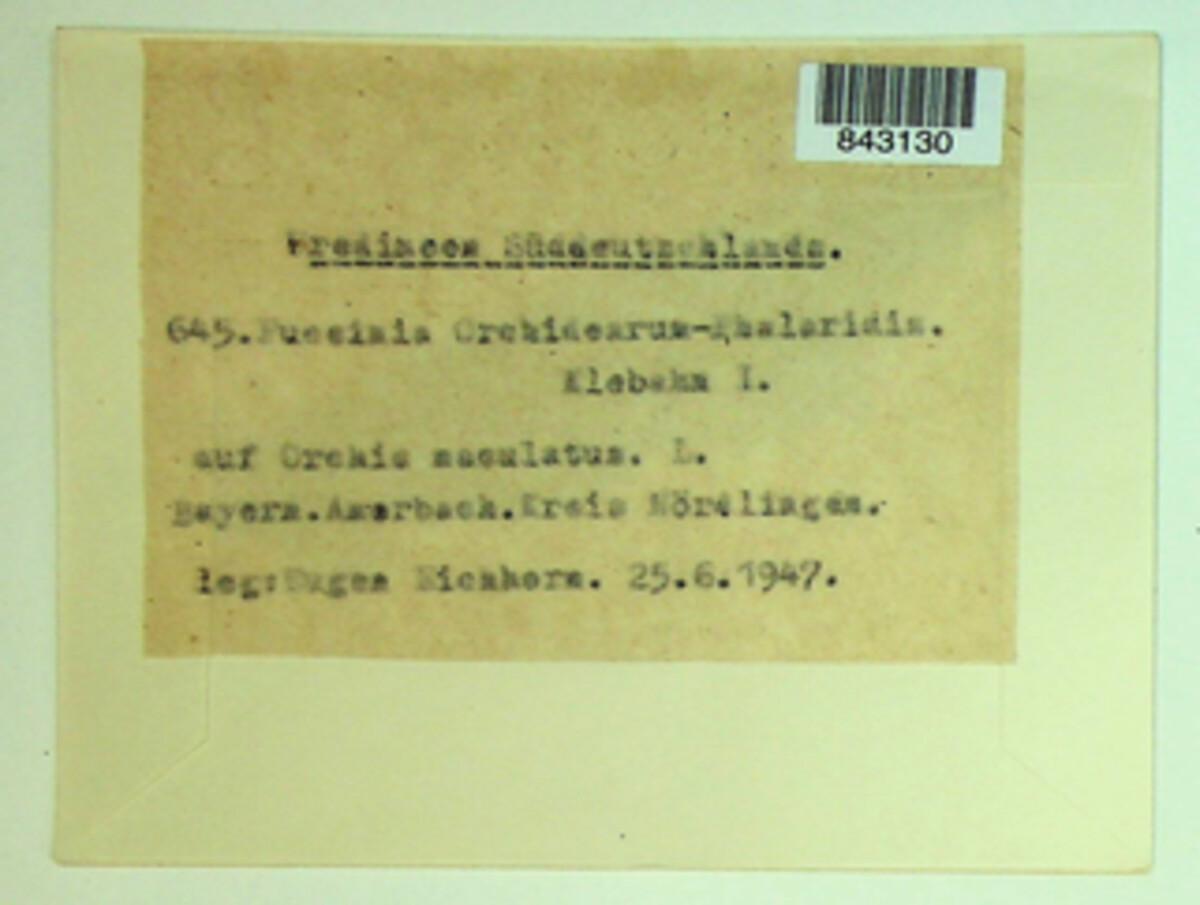 843130
Uredineen Süddeutschlands.
645. Puccinia Orchidearum-Phalaridis.
Klebahn I.
auf Orchis maculatus. L.
Bayern. Amerbach. Kreis Nördlingen.
leg: Eugen Eichhorn. 25.6.1947.